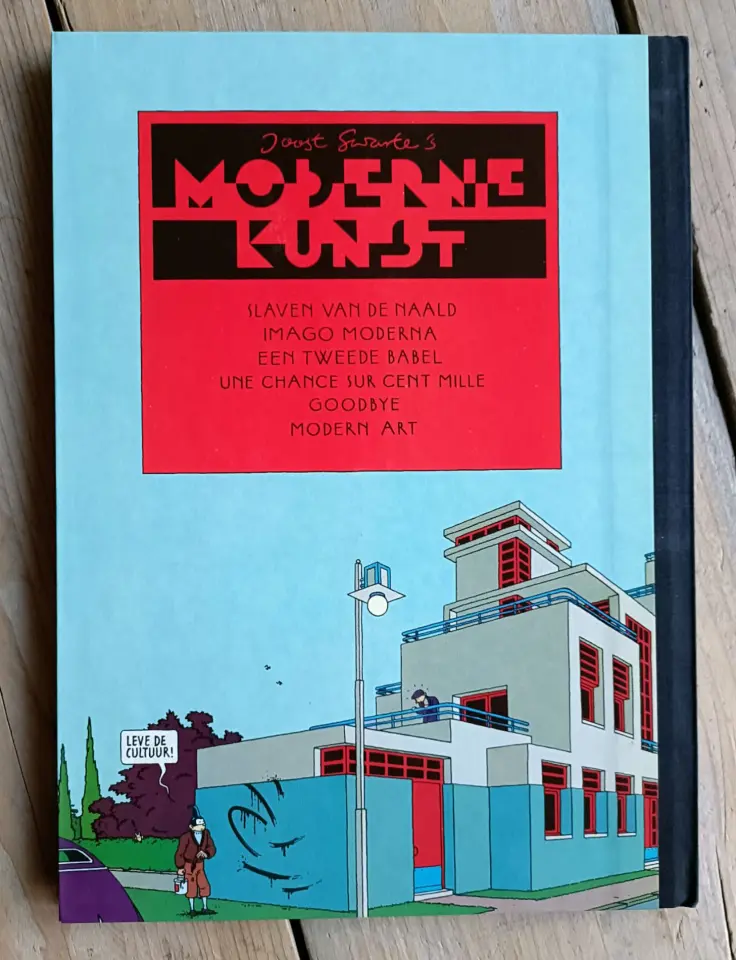 Joost Swarte's
MODERNE
KUNST
SLAVEN VAN DE NAALD
IMAGO MODERNA
EEN TWEEDE BABEL
UNE CHANCE SUR CENT MILLE
GOODBYE
MODERN ART
LEVE DE
CULTUUR!